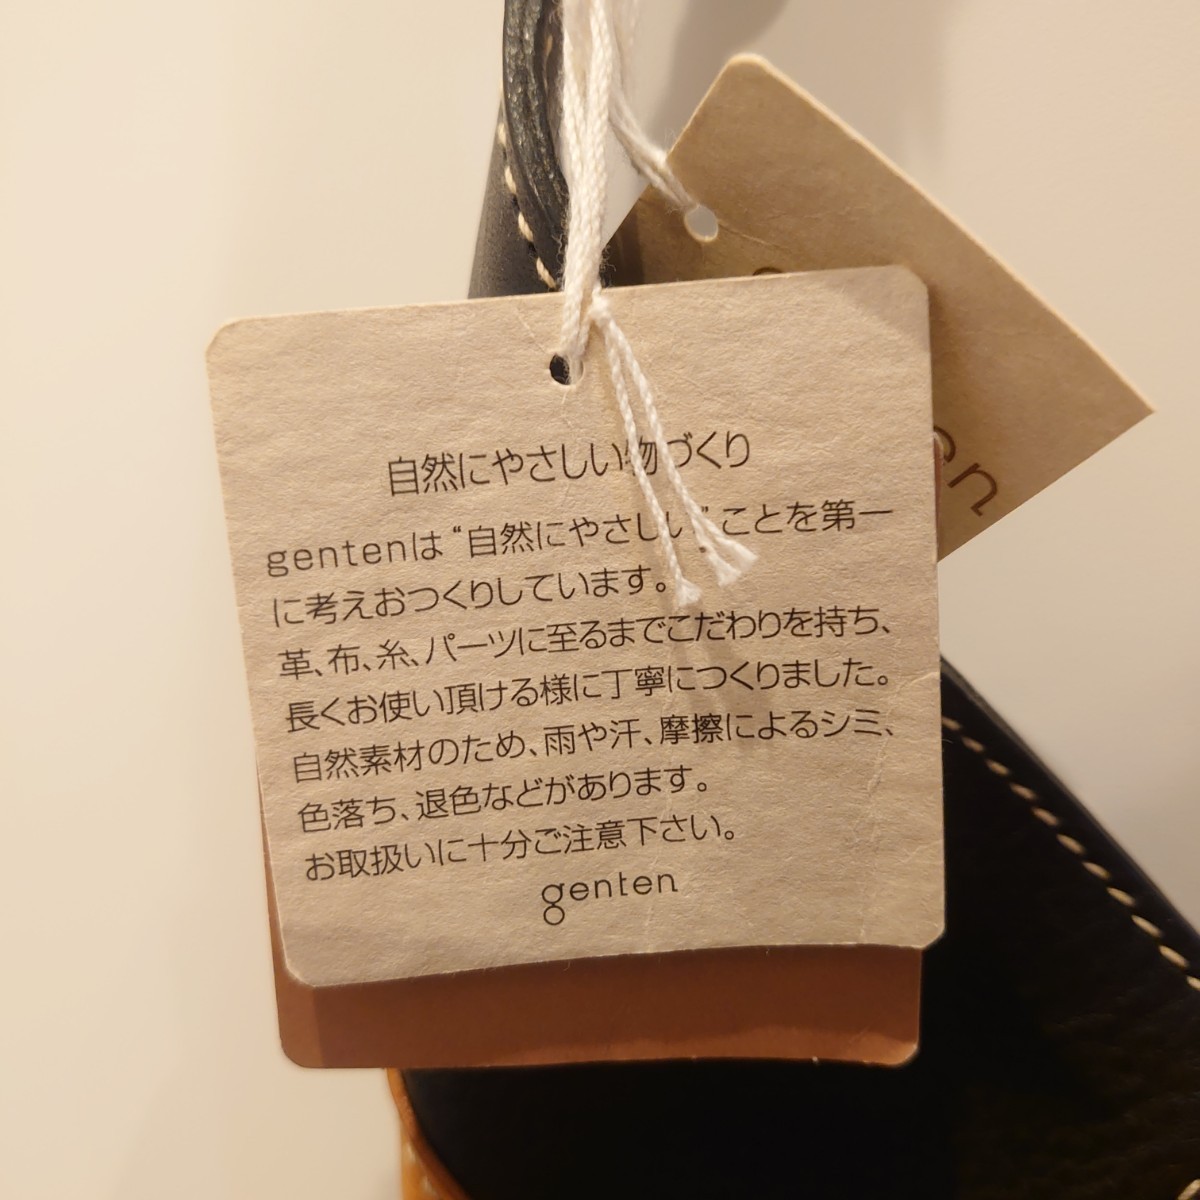 自然にやさしい物づくり
gentenは“自然にやさしい”ことを第一
に考えおつくりしています。
革、布、糸、パーツに至るまでこだわりを持ち、
長くお使い頂ける様に丁寧につくりました。
自然素材のため、雨や汗、摩擦によるシミ、
色落ち、退色などがあります。
お取扱いに十分ご注意下さい。
genten